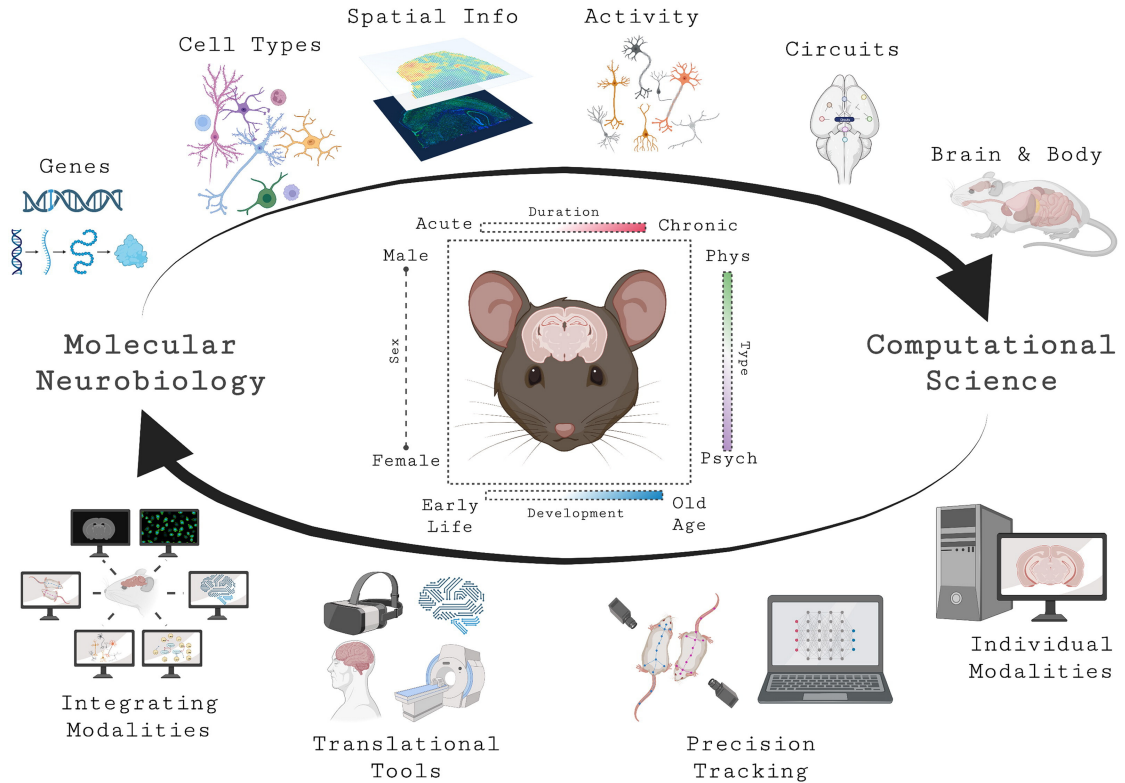 Spatial Info
Activity
Cell Types
Circuits
Brain & Body
Genes
Duration
Acute
Chronic
Male
Phys
Sex
Type
Molecular
Neurobiology
Computational
Science
Female
Psych
Early
Life
Development
Old
Age
Individual
Modalities
Integrating
Modalities
Translational
Tools
Precision
Tracking